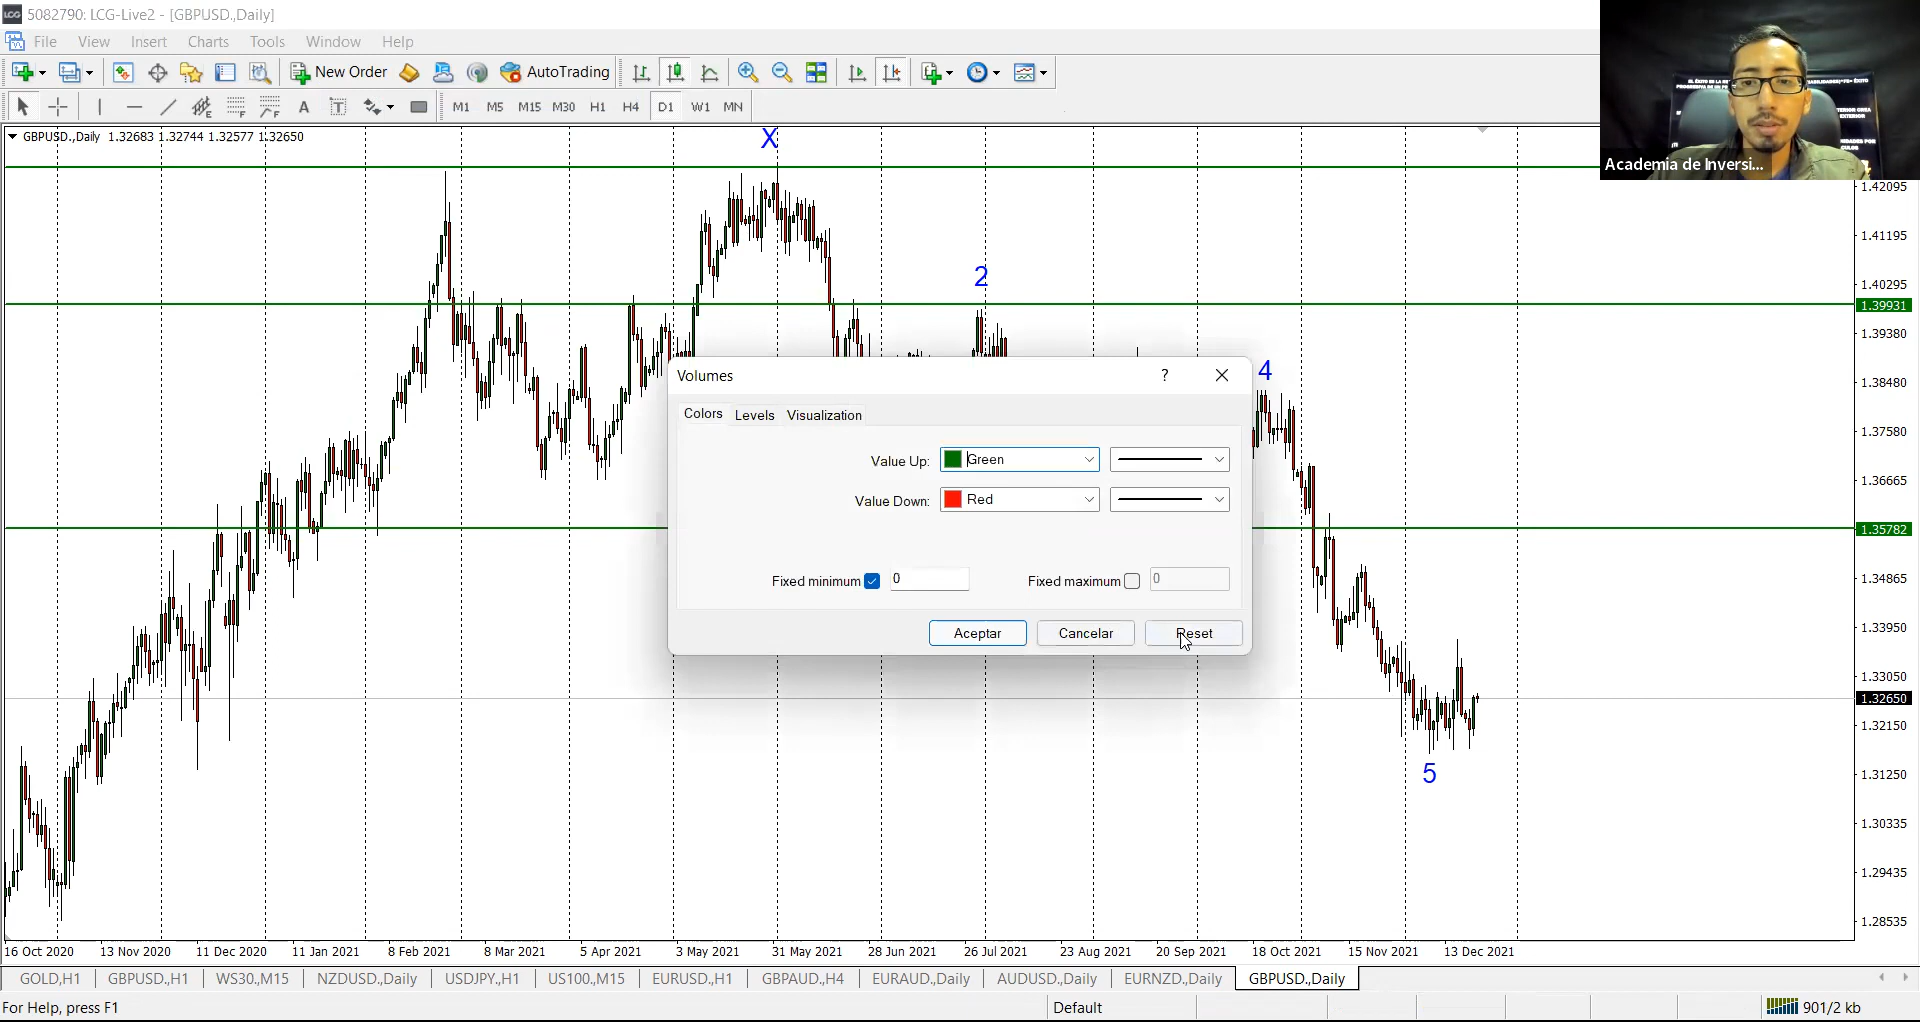 5082790: LCG-Live2 - [GBPUSD.,Daily]
File View Insert Charts Tools Window Help
New Order AutoTrading
A T M1 M5 M15 M30 H1 H4 D1 W1 MN
GBPUSD.,Daily 1.32683 1.32744 1.32577 1.32650
X
2
4
5
Academia de Inversi...
1.42095
1.41195
1.40295
1.39931
1.39380
1.38480
1.37580
1.36665
1.35782
1.34865
1.33950
1.33050
1.32650
1.32150
1.31250
1.30335
1.29435
1.28535
Volumes
Colors Levels Visualization
Value Up: Green
Value Down: Red
Fixed minimum 0 Fixed maximum 0
Aceptar Cancelar Reset
16 Oct 2020 13 Nov 2020 11 Dec 2020 11 Jan 2021 8 Feb 2021 8 Mar 2021 5 Apr 2021 3 May 2021 31 May 2021 28 Jun 2021 26 Jul 2021 23 Aug 2021 20 Sep 2021 18 Oct 2021 15 Nov 2021 13 Dec 2021
GOLD,H1 GBPUSD.,H1 WS30.,M15 NZDUSD.,Daily USDJPY.,H1 US100.,M15 EURUSD.,H1 GBPAUD.,H4 EURAUD.,Daily AUDUSD.,Daily EURNZD.,Daily GBPUSD.,Daily
For Help, press F1 Default 901/2 kb